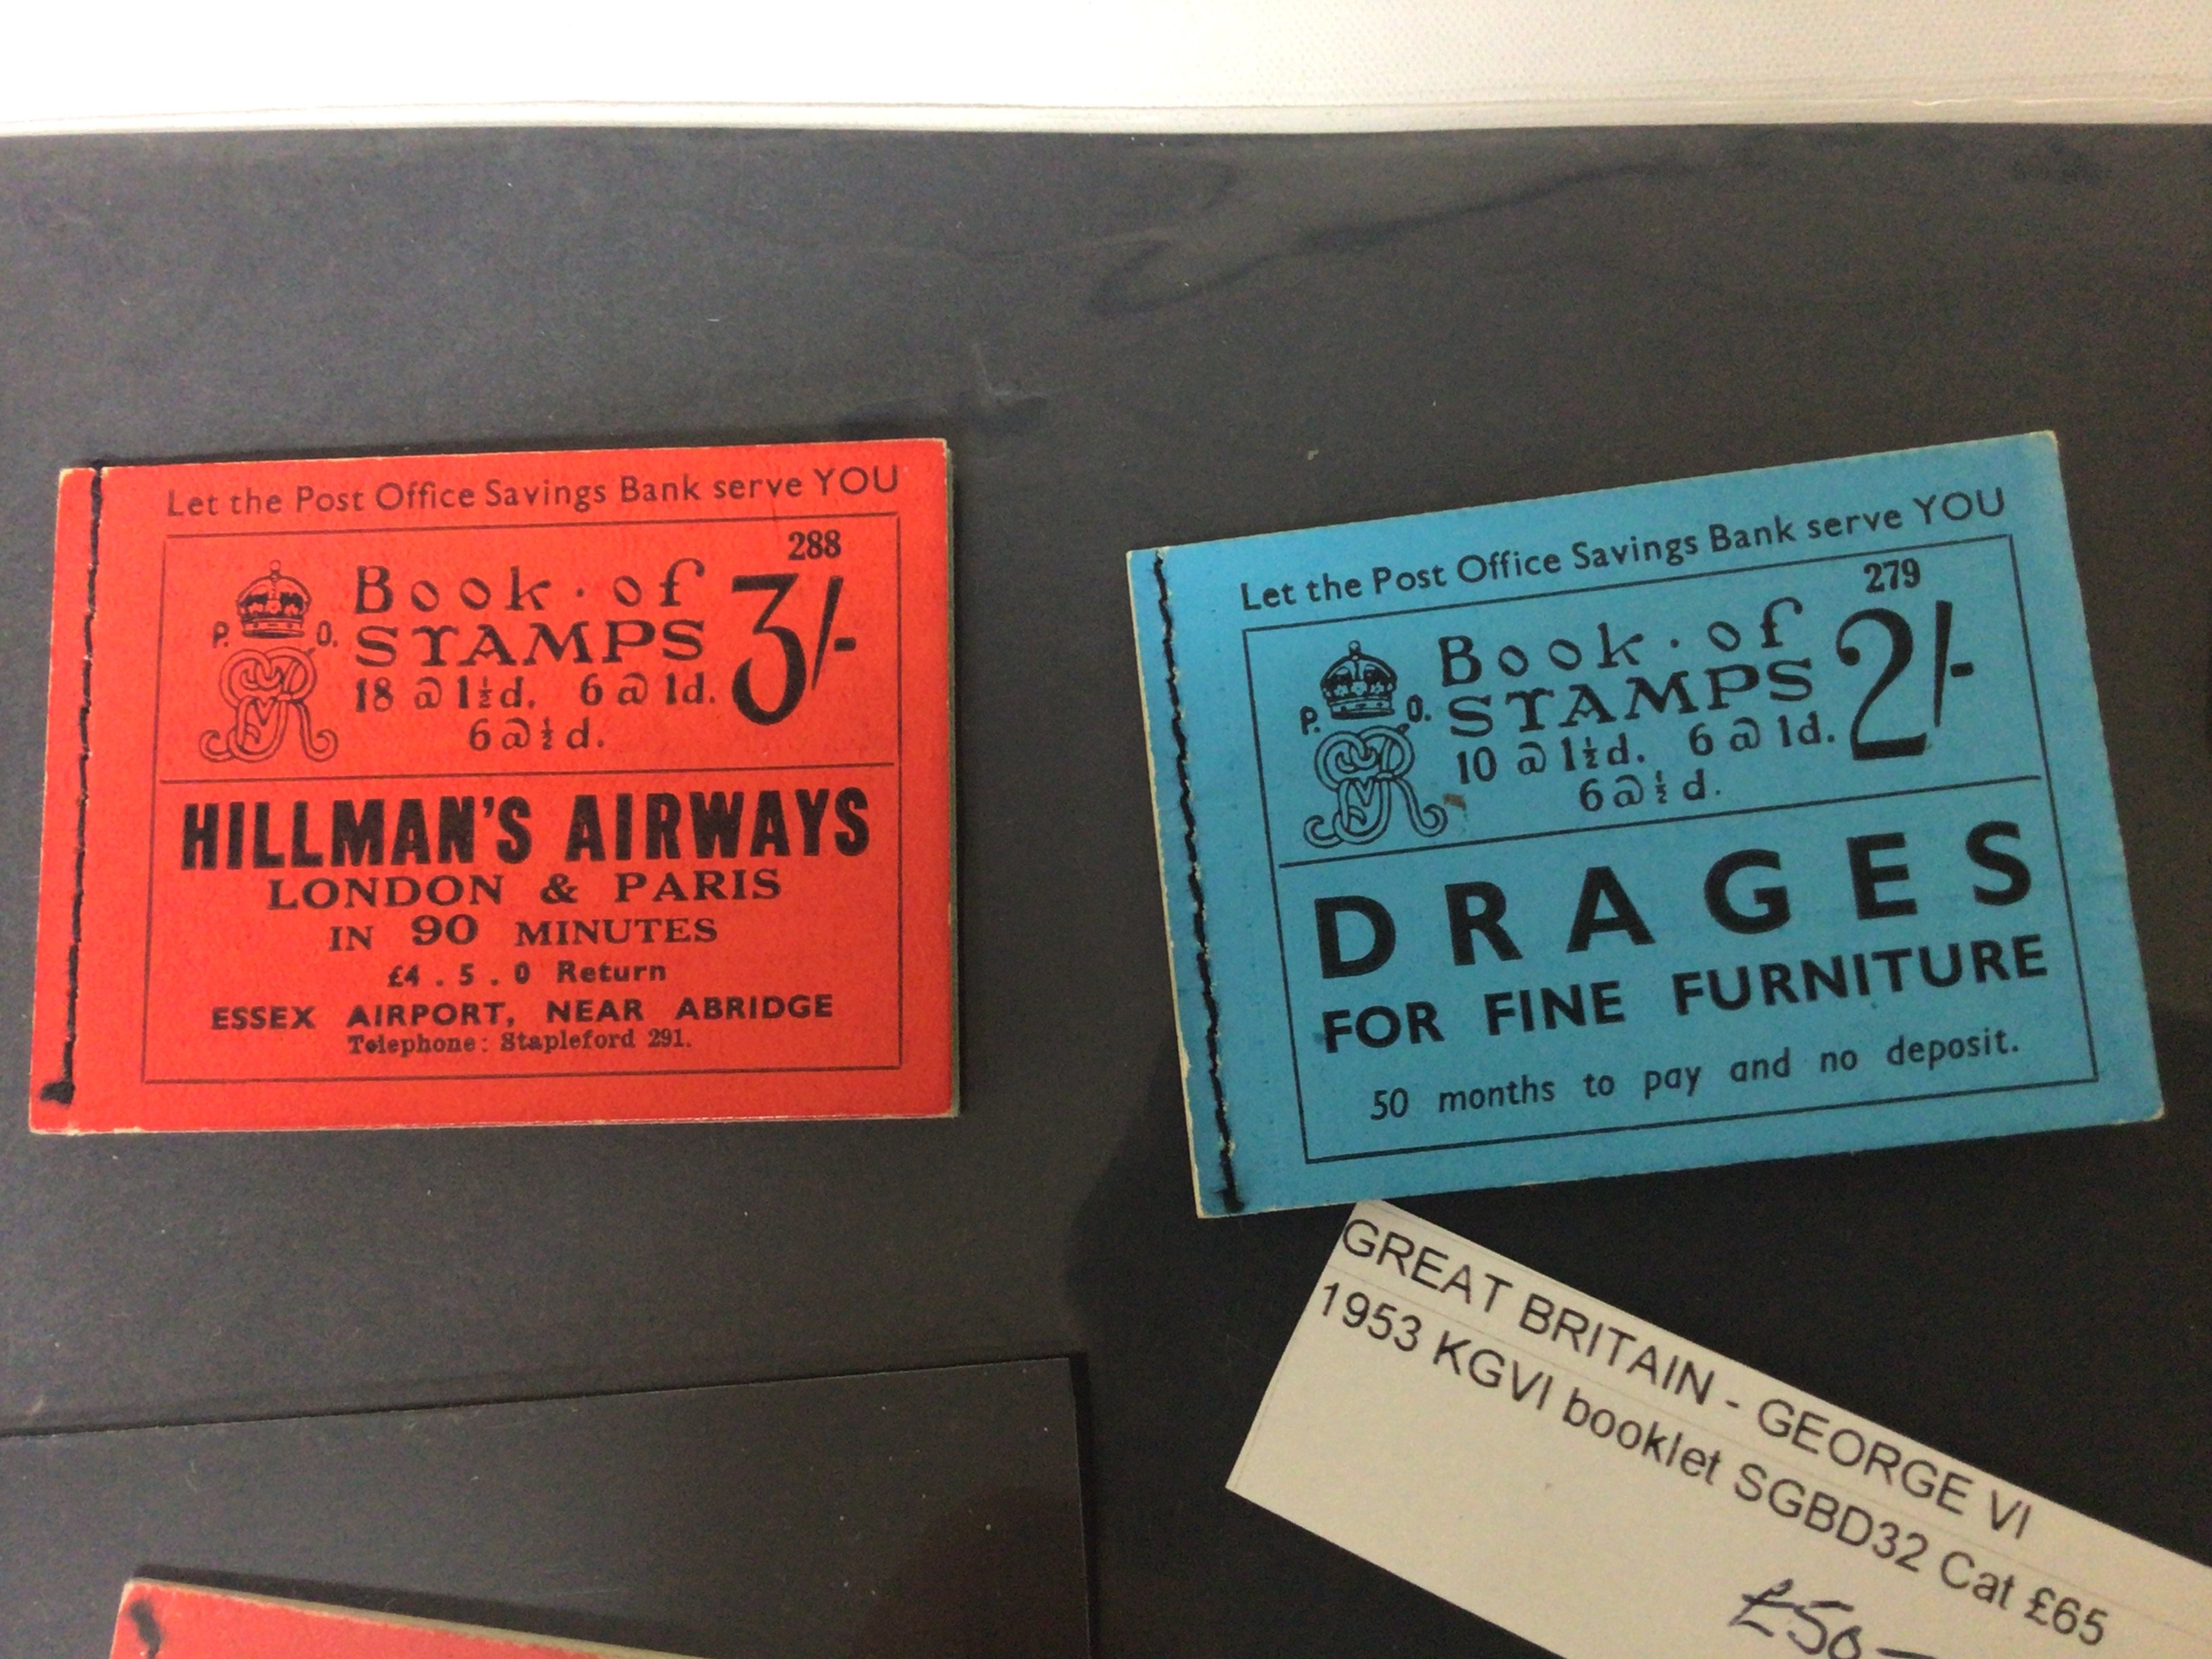 Let the Post Office Savings Bank serve YOU
288
P. O.
Book · of
STAMPS
3/-
18 @ 1½d. 6 @ 1d.
6 @ ½ d.
HILLMAN'S AIRWAYS
LONDON & PARIS
IN 90 MINUTES
£4 . 5 . 0 Return
ESSEX AIRPORT, NEAR ABRIDGE
Telephone: Stapleford 291.
Let the Post Office Savings Bank serve YOU
279
P. O.
Book · of
STAMPS
2/-
10 @ 1½d. 6 @ 1d.
6 @ ½ d.
DRAGES
FOR FINE FURNITURE
50 months to pay and no deposit.
GREAT BRITAIN - GEORGE VI
1953 KGVI booklet SGBD32 Cat £65
£50-